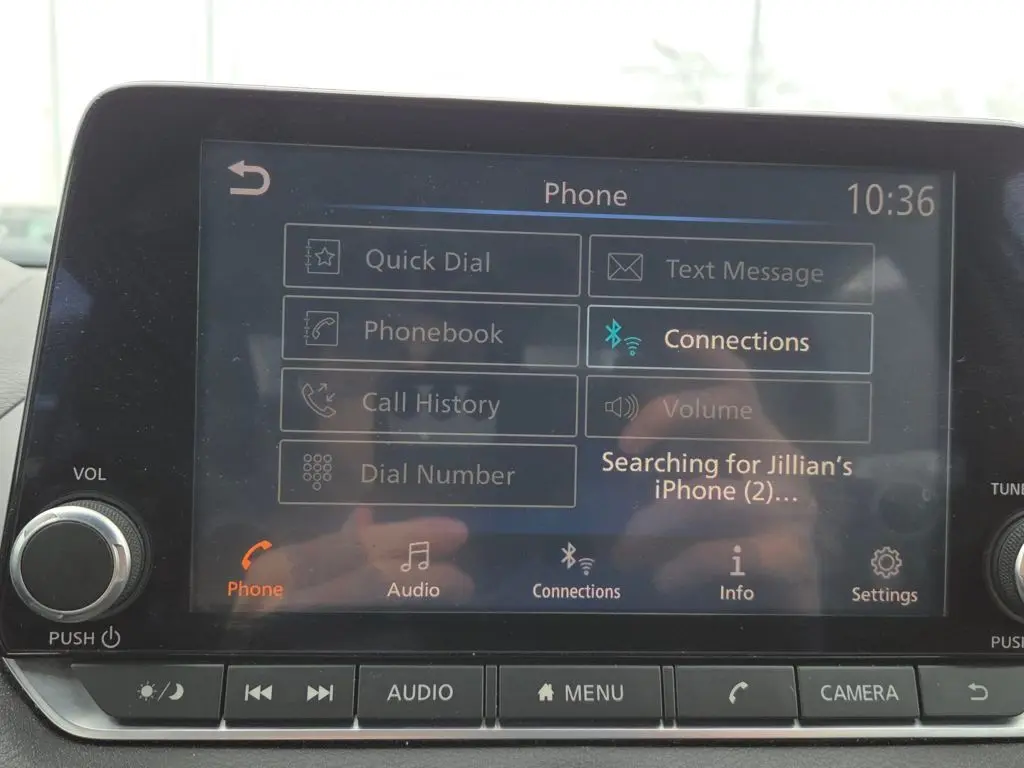 Phone
10:36
Quick Dial
Text Message
Phonebook
Connections
Call History
Volume
Dial Number
Searching for Jillian's
iPhone (2)...
Phone
Audio
Connections
Info
Settings
VOL
PUSH
TUNE
PUSH
AUDIO
MENU
CAMERA